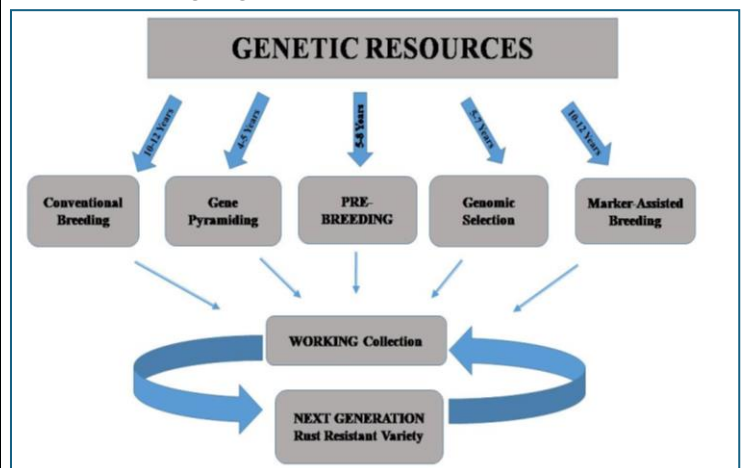 GENETIC RESOURCES
10-12 Years
4-5 Years
5-8 Years
6-7 Years
10-12 Years
Conventional
Breeding
Gene
Pyramiding
PRE-
BREEDING
Genomic
Selection
Marker-Assisted
Breeding
WORKING Collection
NEXT GENERATION
Rust Resistant Variety